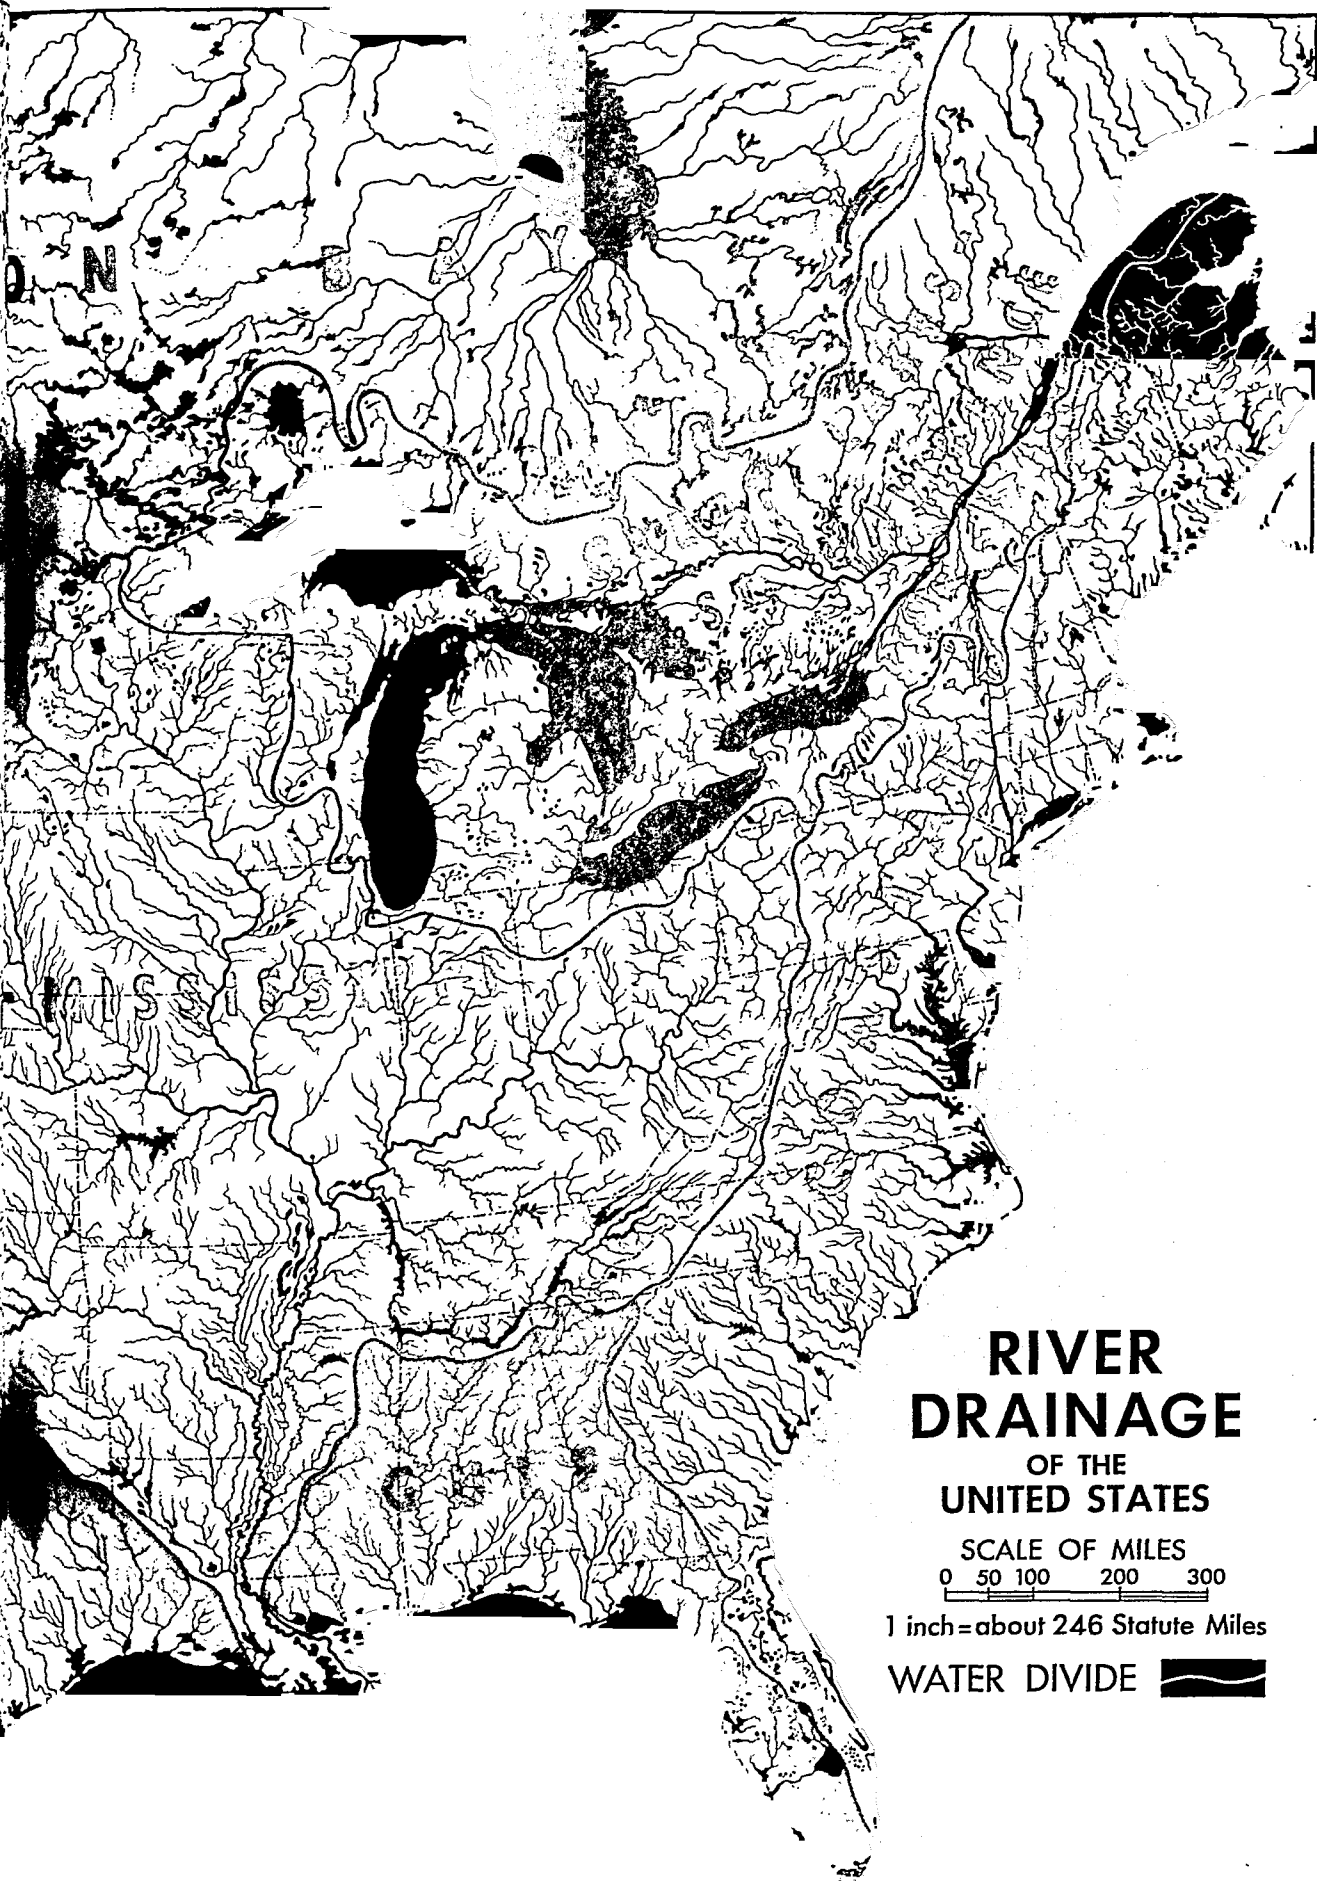 O N B A Y
MISSISS
RIVER
DRAINAGE
OF THE
UNITED STATES
SCALE OF MILES
0 50 100 200 300
1 inch=about 246 Statute Miles
WATER DIVIDE